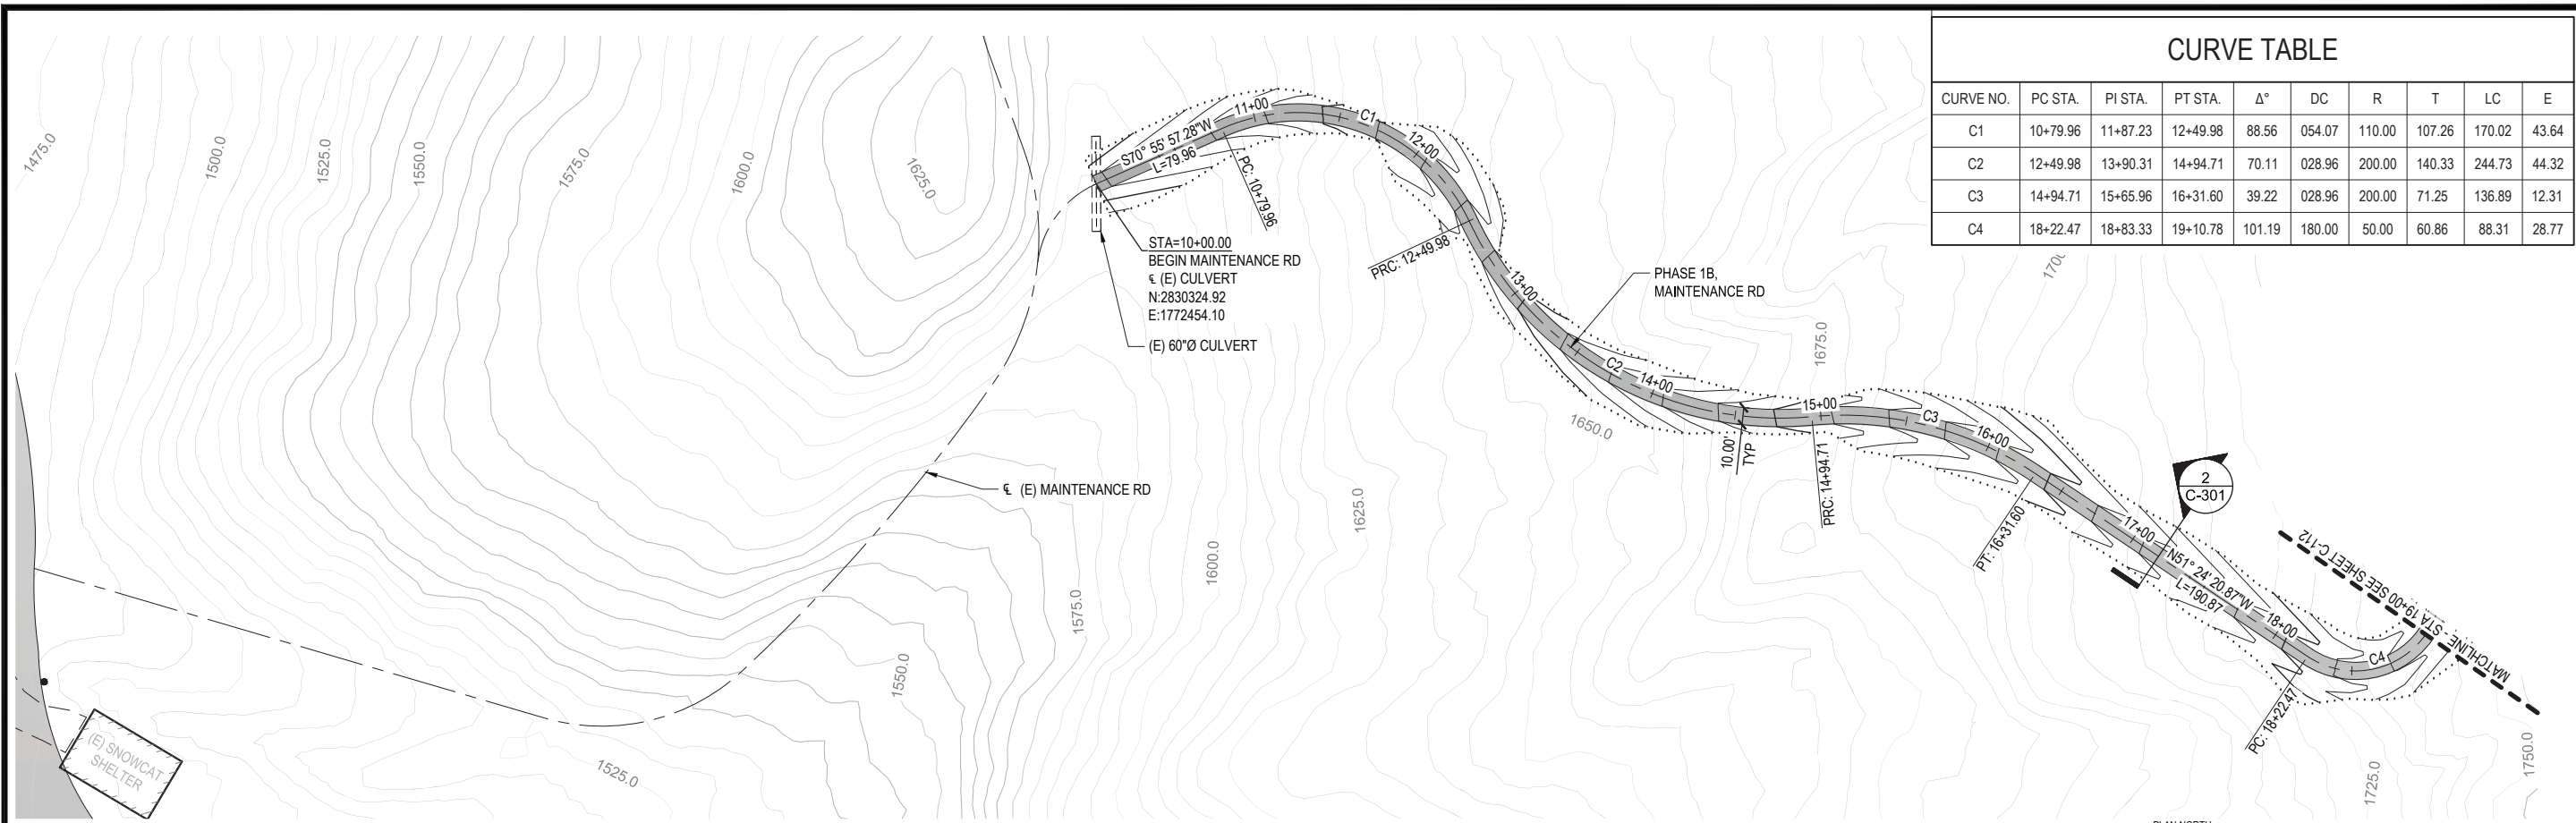 CURVE TABLE
CURVE NO. PC STA. PI STA. PT STA. Δ° DC R T LC E
C1 10+79.96 11+87.23 12+49.98 88.56 054.07 110.00 107.26 170.02 43.64
C2 12+49.98 13+90.31 14+94.71 70.11 028.96 200.00 140.33 244.73 44.32
C3 14+94.71 15+65.96 16+31.60 39.22 028.96 200.00 71.25 136.89 12.31
C4 18+22.47 18+83.33 19+10.78 101.19 180.00 50.00 60.86 88.31 28.77
1475.0
1500.0
1525.0
1550.0
1575.0
1600.0
1625.0
S70° 55' 57.28"W
L=79.96
11+00
C1
12+00
PC: 10+79.96
PRC: 12+49.98
STA=10+00.00
BEGIN MAINTENANCE RD
℄ (E) CULVERT
N:2830324.92
E:1772454.10
(E) 60"Ø CULVERT
13+00
PHASE 1B,
MAINTENANCE RD
C2
14+00
1675.0
15+00
C3
16+00
1650.0
10.00'
TYP
PRC: 14+94.71
℄ (E) MAINTENANCE RD
1625.0
1600.0
1575.0
1550.0
1525.0
PT: 16+31.60
2
C-301
17+00
N51° 24' 20.87"W
L=190.87
18+00
C4
PC: 18+22.47
MATCHLINE - STA 19+00 SEE SHEET C-112
1725.0
1750.0
(E) SNOWCAT
SHELTER